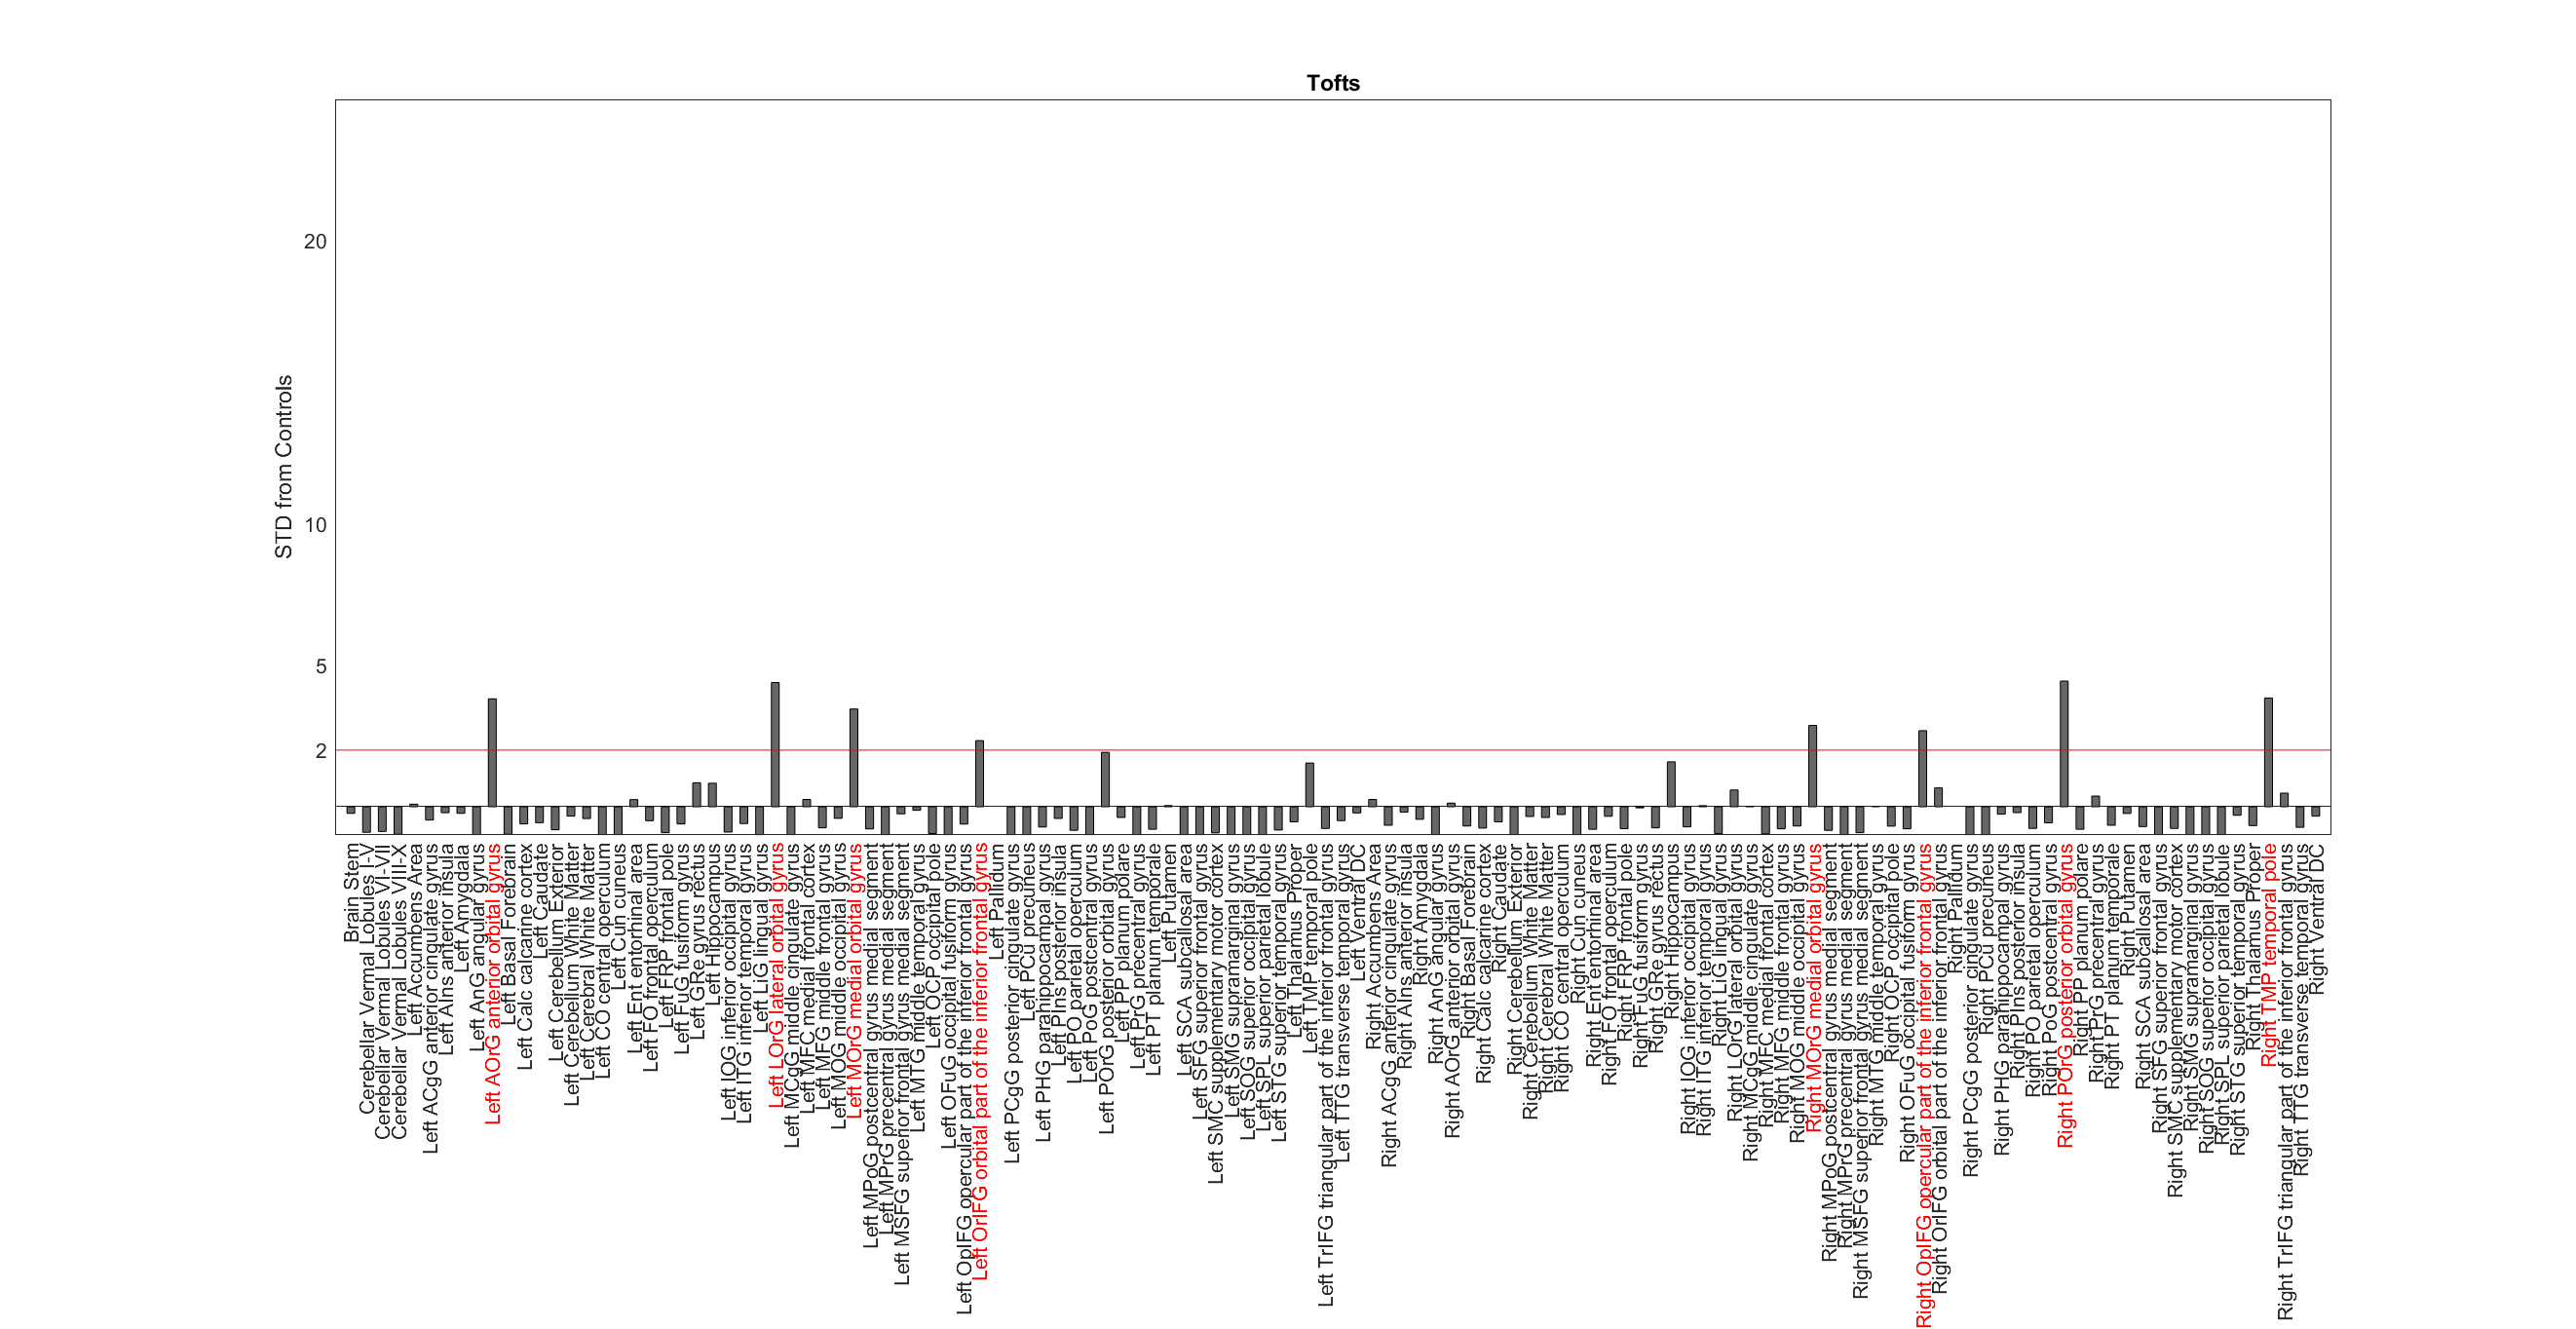 Tofts
STD from Controls
20
10
5
2
Brain Stem
Cerebellar Vermal Lobules I-V
Cerebellar Vermal Lobules VI-VII
Cerebellar Vermal Lobules VIII-X
Left Accumbens Area
Left ACgG anterior cingulate gyrus
Left AIns anterior insula
Left Amygdala
Left AnG angular gyrus
Left AOrG anterior orbital gyrus
Left Basal Forebrain
Left Calc calcarine cortex
Left Caudate
Left Cerebellum Exterior
Left Cerebellum White Matter
Left Cerebral White Matter
Left CO central operculum
Left Cun cuneus
Left Ent entorhinal area
Left FO frontal operculum
Left FRP frontal pole
Left FuG fusiform gyrus
Left GRe gyrus rectus
Left Hippocampus
Left IOG inferior occipital gyrus
Left ITG inferior temporal gyrus
Left LiG lingual gyrus
Left LOrG lateral orbital gyrus
Left MCgG middle cingulate gyrus
Left MFC medial frontal cortex
Left MFG middle frontal gyrus
Left MOG middle occipital gyrus
Left MOrG medial orbital gyrus
Left MPoG postcentral gyrus medial segment
Left MPrG precentral gyrus medial segment
Left MSFG superior frontal gyrus medial segment
Left MTG middle temporal gyrus
Left OCP occipital pole
Left OFuG occipital fusiform gyrus
Left OpIFG opercular part of the inferior frontal gyrus
Left OrIFG orbital part of the inferior frontal gyrus
Left Pallidum
Left PCgG posterior cingulate gyrus
Left PCu precuneus
Left PHG parahippocampal gyrus
Left PIns posterior insula
Left PO parietal operculum
Left PoG postcentral gyrus
Left POrG posterior orbital gyrus
Left PP planum polare
Left PrG precentral gyrus
Left PT planum temporale
Left Putamen
Left SCA subcallosal area
Left SFG superior frontal gyrus
Left SMC supplementary motor cortex
Left SMG supramarginal gyrus
Left SOG superior occipital gyrus
Left SPL superior parietal lobule
Left STG superior temporal gyrus
Left Thalamus Proper
Left TMP temporal pole
Left TrIFG triangular part of the inferior frontal gyrus
Left TTG transverse temporal gyrus
Left Ventral DC
Right Accumbens Area
Right ACgG anterior cingulate gyrus
Right AIns anterior insula
Right Amygdala
Right AnG angular gyrus
Right AOrG anterior orbital gyrus
Right Basal Forebrain
Right Calc calcarine cortex
Right Caudate
Right Cerebellum Exterior
Right Cerebellum White Matter
Right Cerebral White Matter
Right CO central operculum
Right Cun cuneus
Right Ent entorhinal area
Right FO frontal operculum
Right FRP frontal pole
Right FuG fusiform gyrus
Right GRe gyrus rectus
Right Hippocampus
Right IOG inferior occipital gyrus
Right ITG inferior temporal gyrus
Right LiG lingual gyrus
Right LOrG lateral orbital gyrus
Right MCgG middle cingulate gyrus
Right MFC medial frontal cortex
Right MFG middle frontal gyrus
Right MOG middle occipital gyrus
Right MOrG medial orbital gyrus
Right MPoG postcentral gyrus medial segment
Right MPrG precentral gyrus medial segment
Right MSFG superior frontal gyrus medial segment
Right MTG middle temporal gyrus
Right OCP occipital pole
Right OFuG occipital fusiform gyrus
Right OpIFG opercular part of the inferior frontal gyrus
Right OrIFG orbital part of the inferior frontal gyrus
Right Pallidum
Right PCgG posterior cingulate gyrus
Right PCu precuneus
Right PHG parahippocampal gyrus
Right PIns posterior insula
Right PO parietal operculum
Right PoG postcentral gyrus
Right POrG posterior orbital gyrus
Right PP planum polare
Right PrG precentral gyrus
Right PT planum temporale
Right Putamen
Right SCA subcallosal area
Right SFG superior frontal gyrus
Right SMC supplementary motor cortex
Right SMG supramarginal gyrus
Right SOG superior occipital gyrus
Right SPL superior parietal lobule
Right STG superior temporal gyrus
Right Thalamus Proper
Right TMP temporal pole
Right TrIFG triangular part of the inferior frontal gyrus
Right TTG transverse temporal gyrus
Right Ventral DC